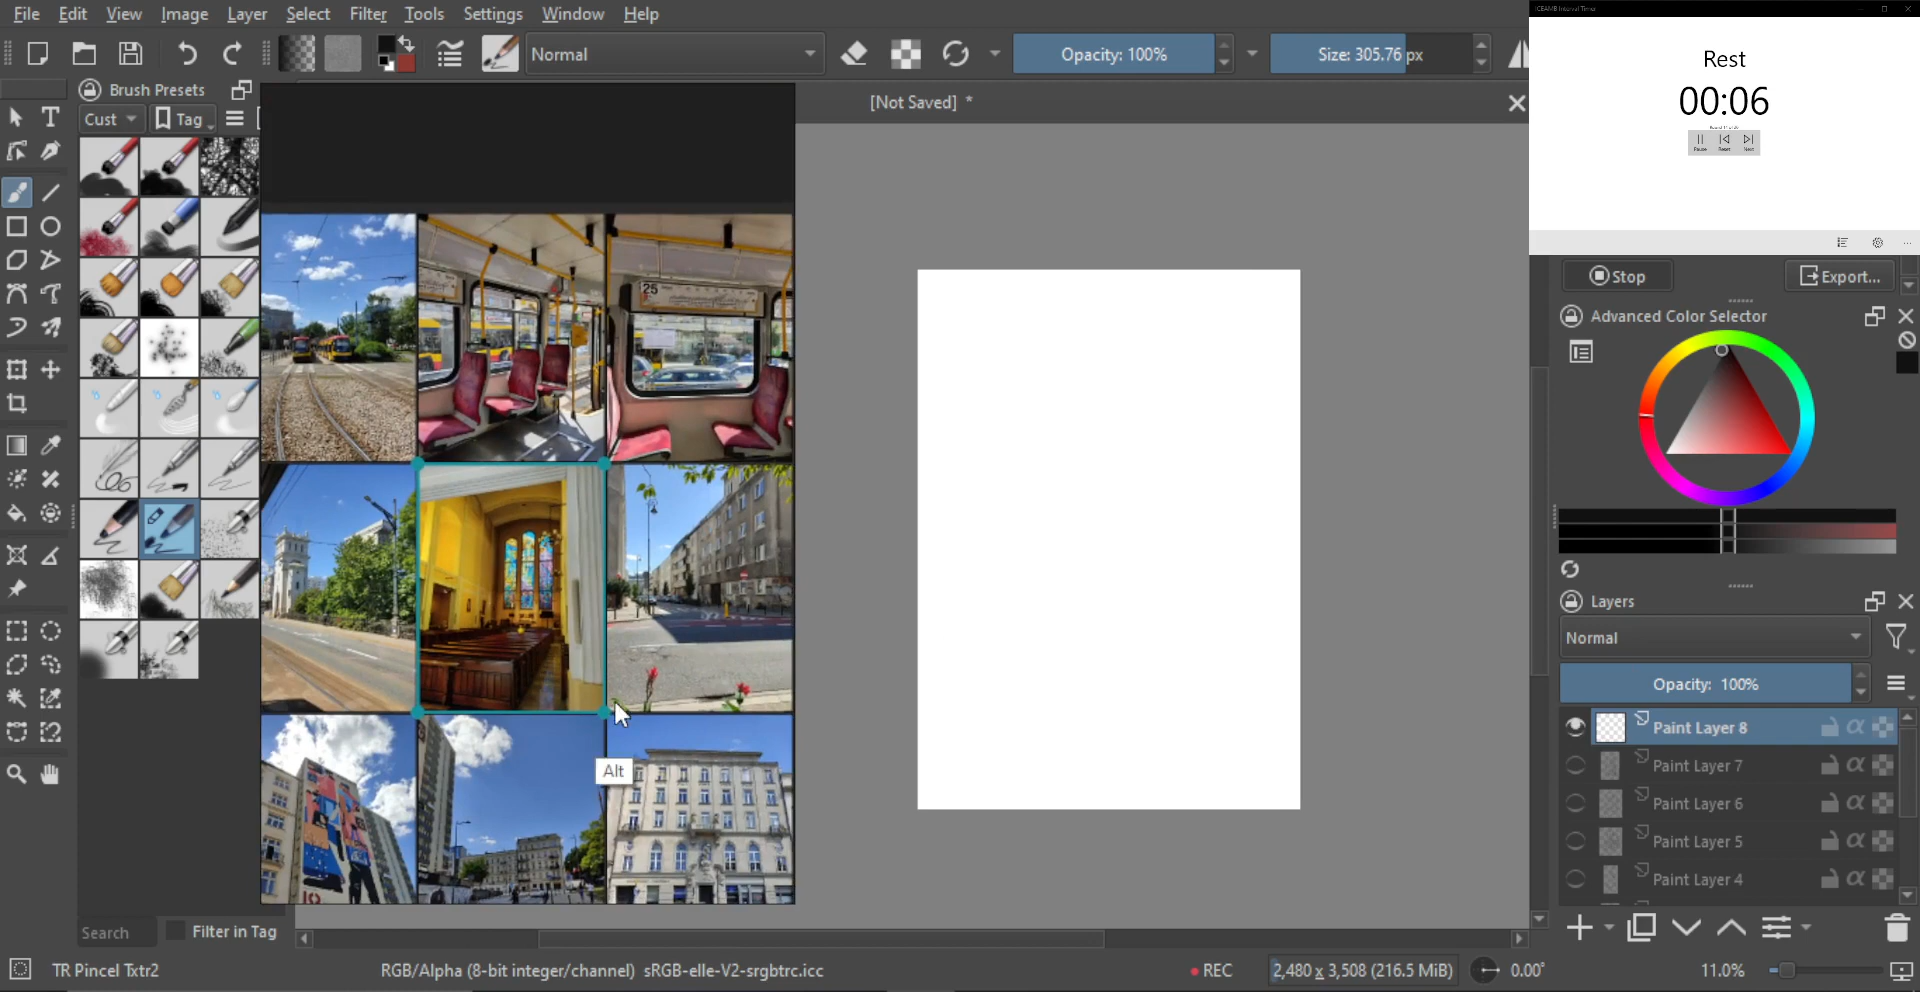 File Edit View Image Layer Select Filter Tools Settings Window Help
Normal
Opacity: 100%
Size: 305.76 px
Brush Presets
Cust
Tag
[Not Saved] *
25
Alt
Search
Filter in Tag
TR Pincel Txtr2
RGB/Alpha (8-bit integer/channel) sRGB-elle-V2-srgbtrc.icc
REC
2,480 x 3,508 (216.5 MiB)
0.00°
11.0%
Rest
00:06
Pause
Reset
Next
Stop
Export...
Advanced Color Selector
Layers
Normal
Opacity: 100%
Paint Layer 8
Paint Layer 7
Paint Layer 6
Paint Layer 5
Paint Layer 4